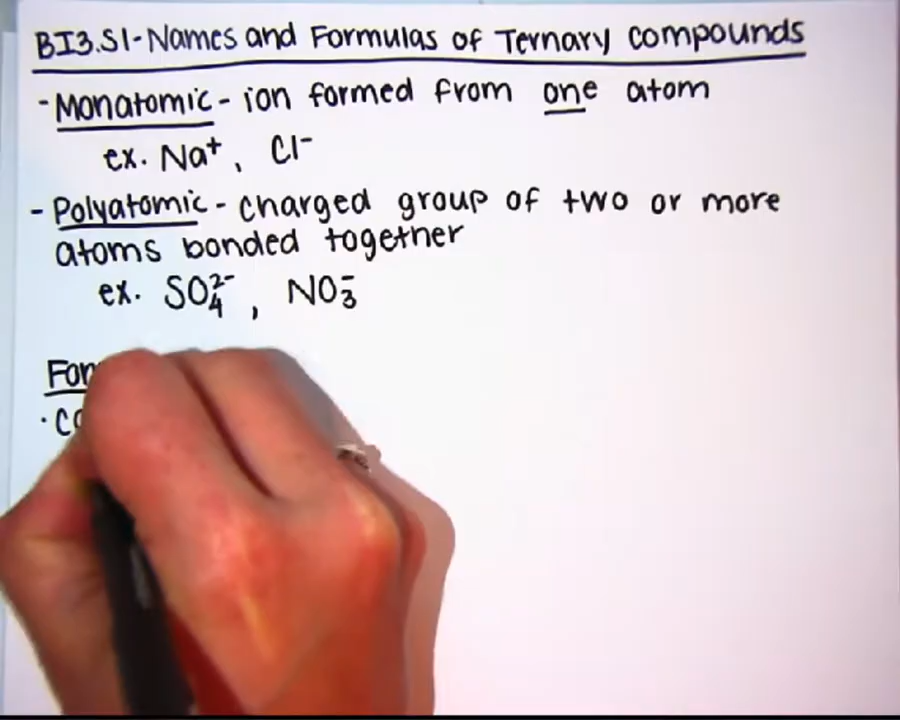 BI3.S1-Names and Formulas of Ternary compounds
-Monatomic- ion formed from one atom
ex. Na⁺, Cl⁻
-Polyatomic-charged group of two or more
atoms bonded together
ex. SO₄²⁻, NO₃⁻